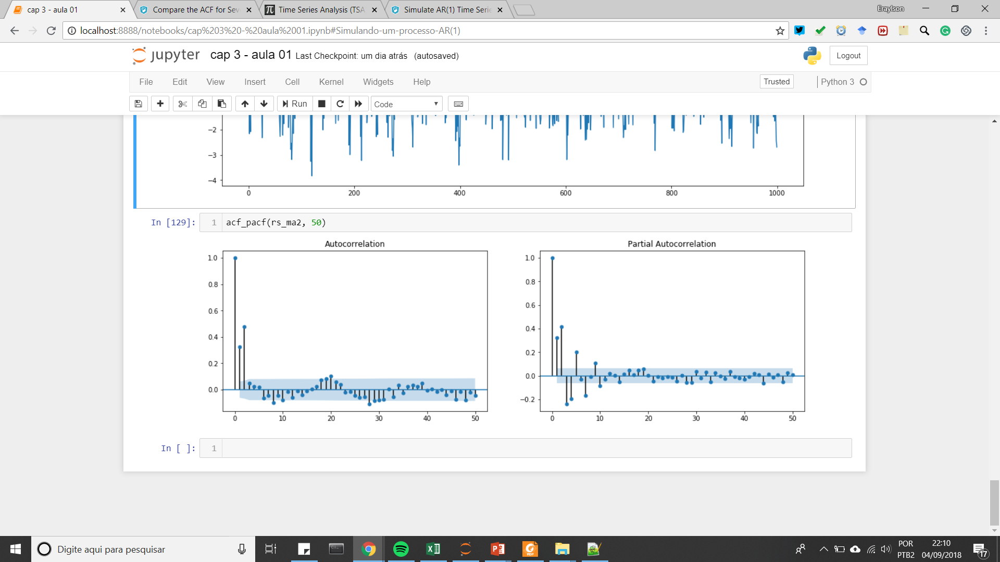 cap 3 - aula 01
Compare the ACF for Sev
Time Series Analysis (TSA
Simulate AR(1) Time Serie
Eraylson
localhost:8888/notebooks/cap%203%20-%20aula%2001.ipynb#Simulando-um-processo-AR(1)
jupyter cap 3 - aula 01 Last Checkpoint: um dia atrás (autosaved)
Logout
File Edit View Insert Cell Kernel Widgets Help
Trusted
Python 3
Run
Code
−2
−3
−4
0 200 400 600 800 1000
In [129]: 1 acf_pacf(rs_ma2, 50)
Autocorrelation
1.0
0.8
0.6
0.4
0.2
0.0
0 10 20 30 40 50
Partial Autocorrelation
1.0
0.8
0.6
0.4
0.2
0.0
−0.2
0 10 20 30 40 50
In [ ]: 1
Digite aqui para pesquisar
POR
PTB2
22:10
04/09/2018
17